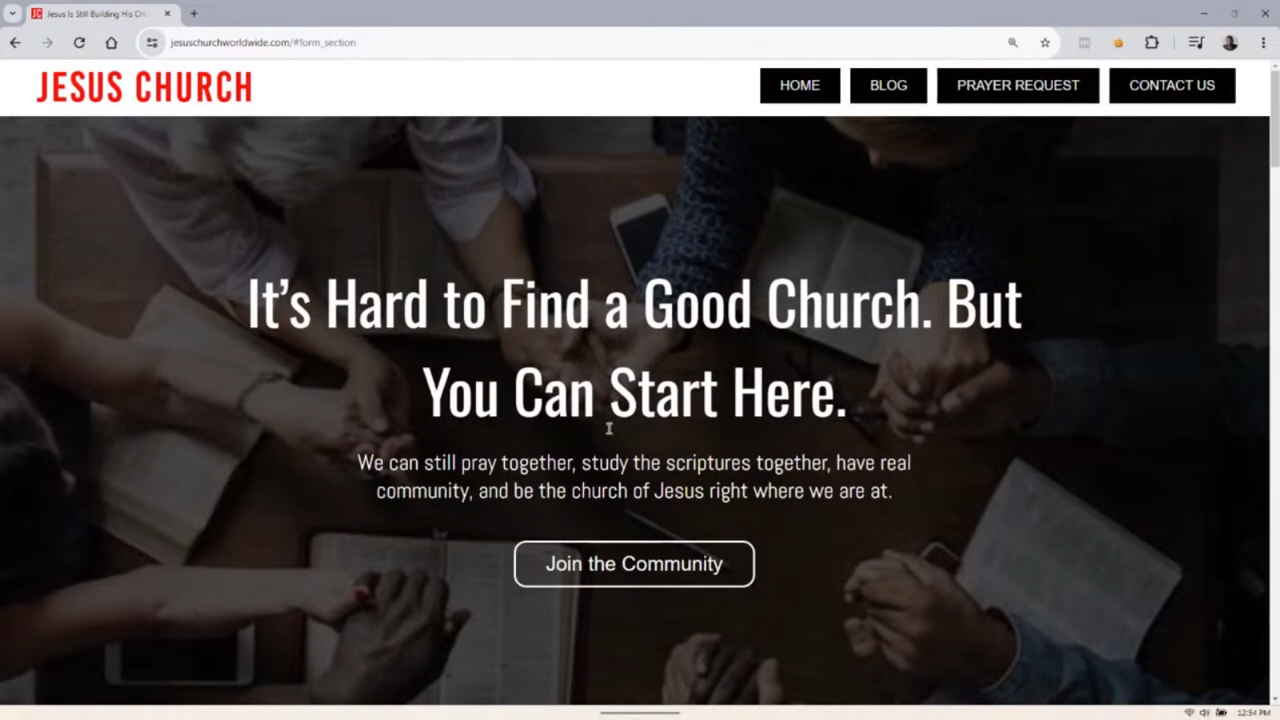 Jesus Is Still Building His Ch
jesuschurchworldwide.com/#form_section
JESUS CHURCH
HOME
BLOG
PRAYER REQUEST
CONTACT US
It’s Hard to Find a Good Church. But
You Can Start Here.
We can still pray together, study the scriptures together, have real
community, and be the church of Jesus right where we are at.
Join the Community
12:54 PM